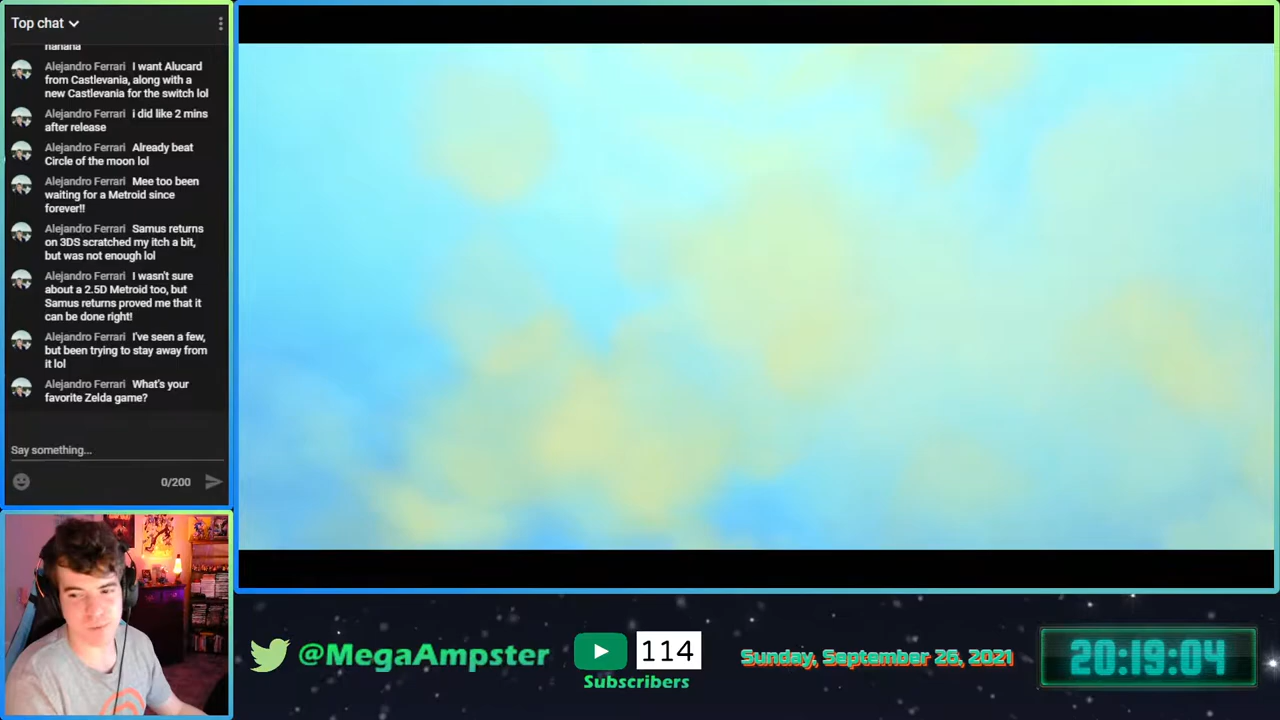 Top chat
Alejandro Ferrari I want Alucard
from Castlevania, along with a
new Castlevania for the switch lol
Alejandro Ferrari i did like 2 mins
after release
Alejandro Ferrari Already beat
Circle of the moon lol
Alejandro Ferrari Mee too been
waiting for a Metroid since
forever!!
Alejandro Ferrari Samus returns
on 3DS scratched my itch a bit,
but was not enough lol
Alejandro Ferrari I wasn't sure
about a 2.5D Metroid too, but
Samus returns proved me that it
can be done right!
Alejandro Ferrari I've seen a few,
but been trying to stay away from
it lol
Alejandro Ferrari What's your
favorite Zelda game?
Say something...
0/200
@MegaAmpster
114
Subscribers
Sunday, September 26, 2021
20:19:04